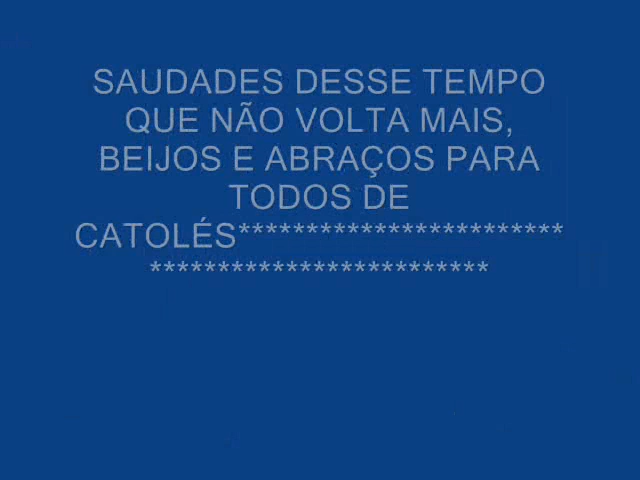 SAUDADES DESSE TEMPO
QUE NÃO VOLTA MAIS,
BEIJOS E ABRAÇOS PARA
TODOS DE
CATOLÉS************************
*************************